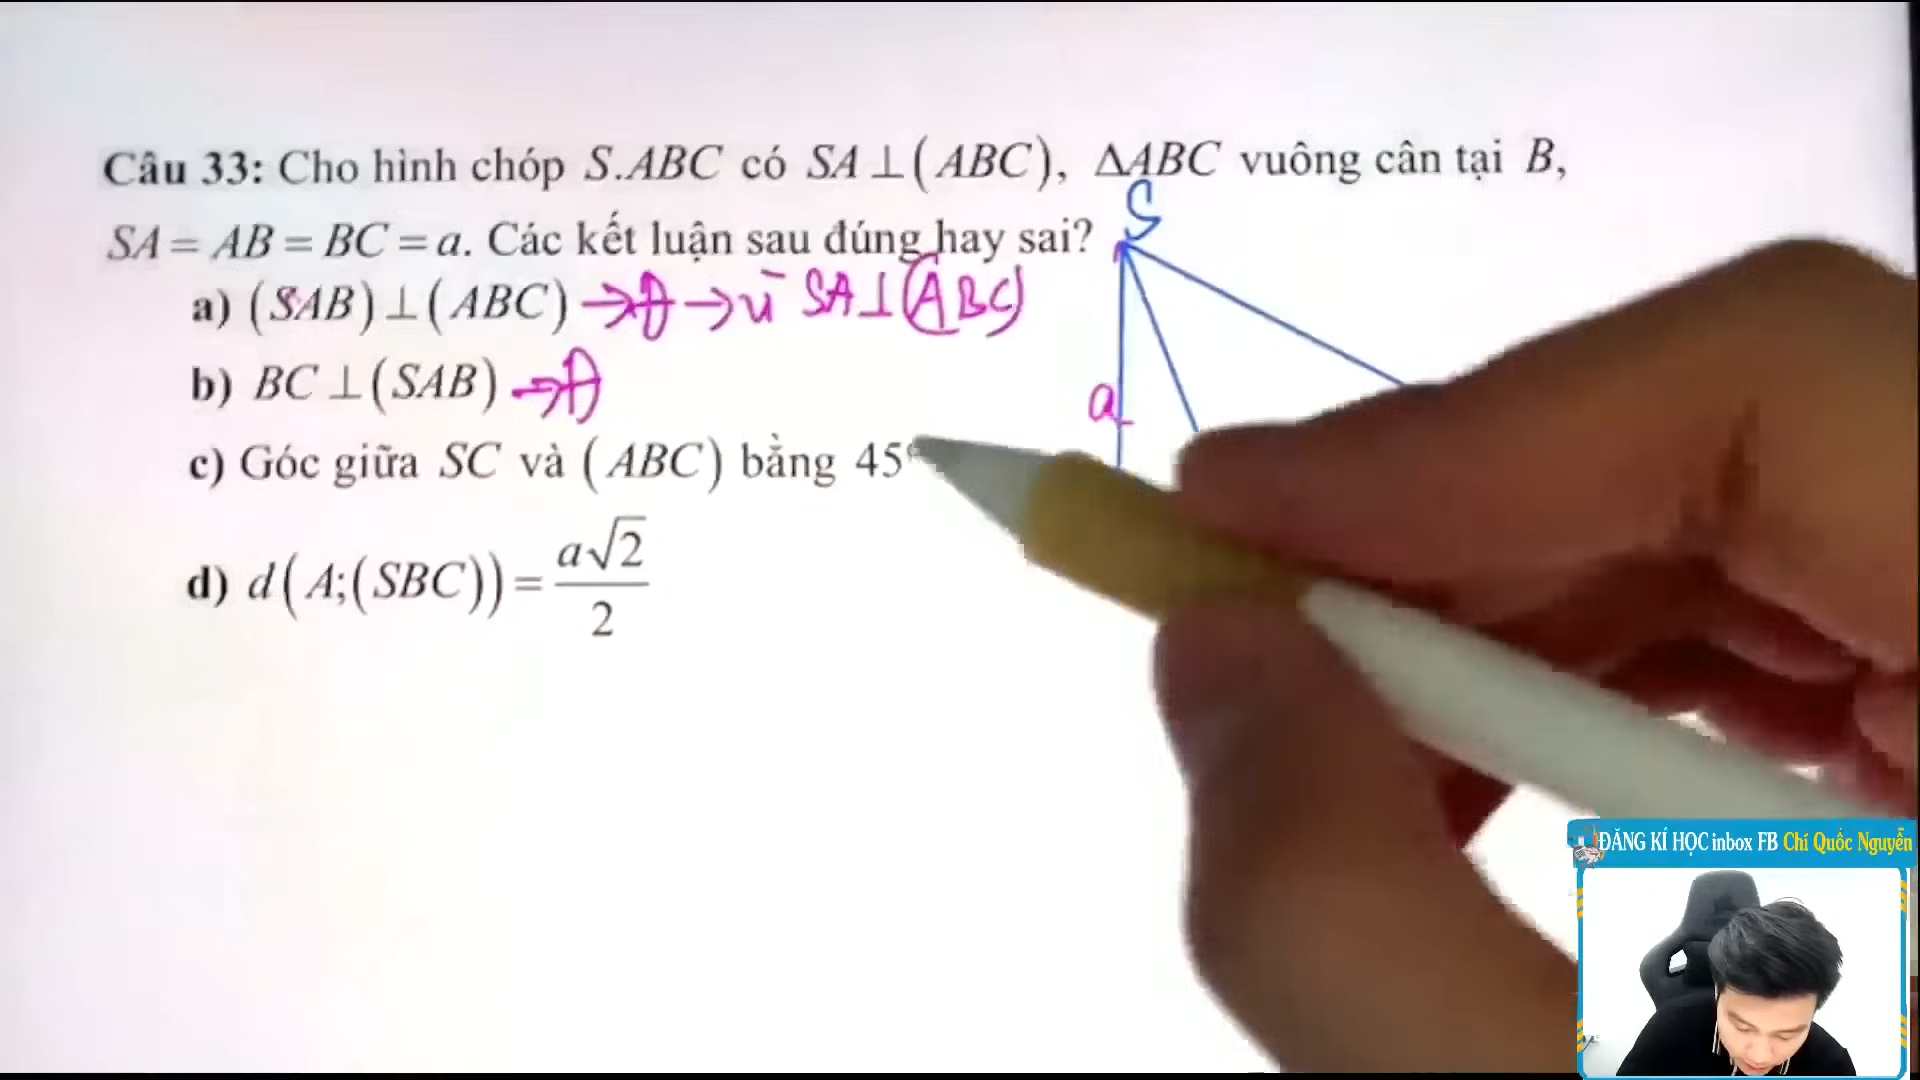 Câu 33: Cho hình chóp S.ABC có SA⊥(ABC), ΔABC vuông cân tại B,
SA = AB = BC = a. Các kết luận sau đúng hay sai?
S
a) (SAB)⊥(ABC) → Đ → vì SA⊥(ABC)
b) BC⊥(SAB) → Đ
a
c) Góc giữa SC và (ABC) bằng 45°
d) d(A;(SBC)) = a√2/2
ĐĂNG KÍ HỌC inbox FB Chí Quốc Nguyễn